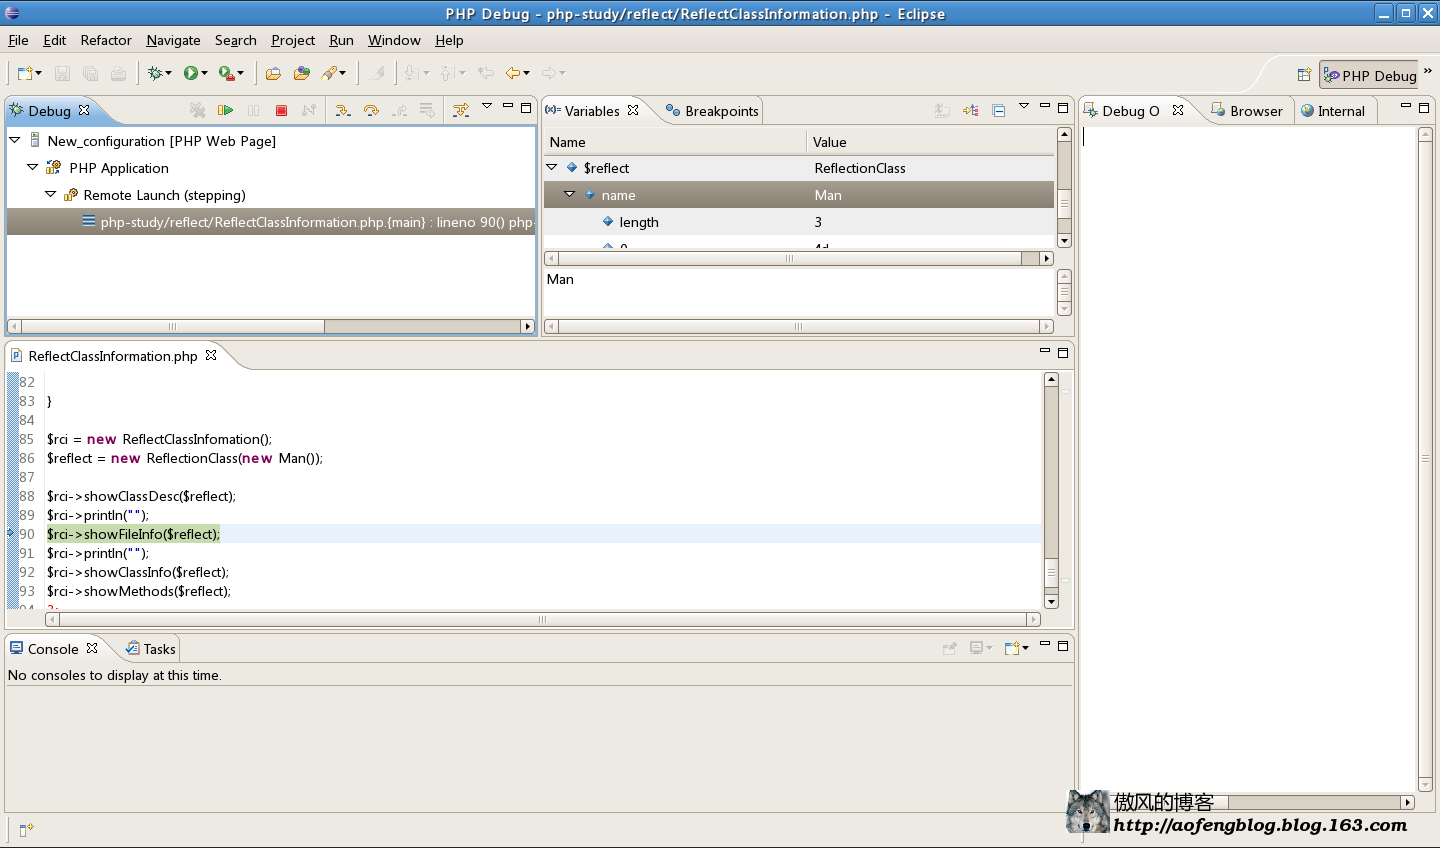 PHP Debug - php-study/reflect/ReflectClassInformation.php - Eclipse
File Edit Refactor Navigate Search Project Run Window Help
PHP Debug »
Debug
New_configuration [PHP Web Page]
PHP Application
Remote Launch (stepping)
php-study/reflect/ReflectClassInformation.php.{main} : lineno 90() php-
(x)= Variables Breakpoints
Name Value
$reflect ReflectionClass
name Man
length 3
0 4d
Man
Debug O Browser Internal
ReflectClassInformation.php
82
83 }
84
85 $rci = new ReflectClassInfomation();
86 $reflect = new ReflectionClass(new Man());
87
88 $rci->showClassDesc($reflect);
89 $rci->println("");
90 $rci->showFileInfo($reflect);
91 $rci->println("");
92 $rci->showClassInfo($reflect);
93 $rci->showMethods($reflect);
94
Console Tasks
No consoles to display at this time.
傲风的博客
http://aofengblog.blog.163.com